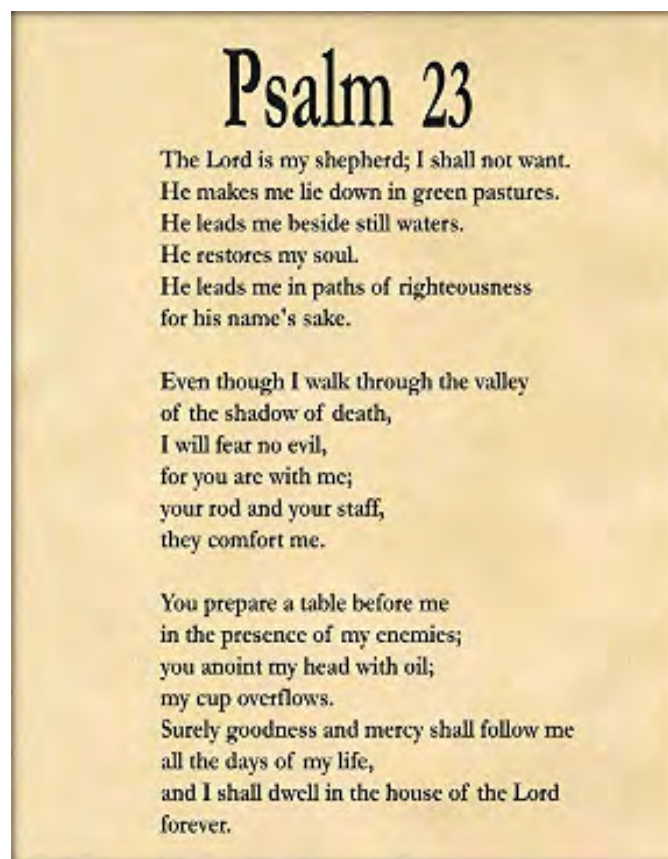 Psalm 23
The Lord is my shepherd; I shall not want.
He makes me lie down in green pastures.
He leads me beside still waters.
He restores my soul.
He leads me in paths of righteousness
for his name's sake.
Even though I walk through the valley
of the shadow of death,
I will fear no evil,
for you are with me;
your rod and your staff,
they comfort me.
You prepare a table before me
in the presence of my enemies;
you anoint my head with oil;
my cup overflows.
Surely goodness and mercy shall follow me
all the days of my life,
and I shall dwell in the house of the Lord
forever.